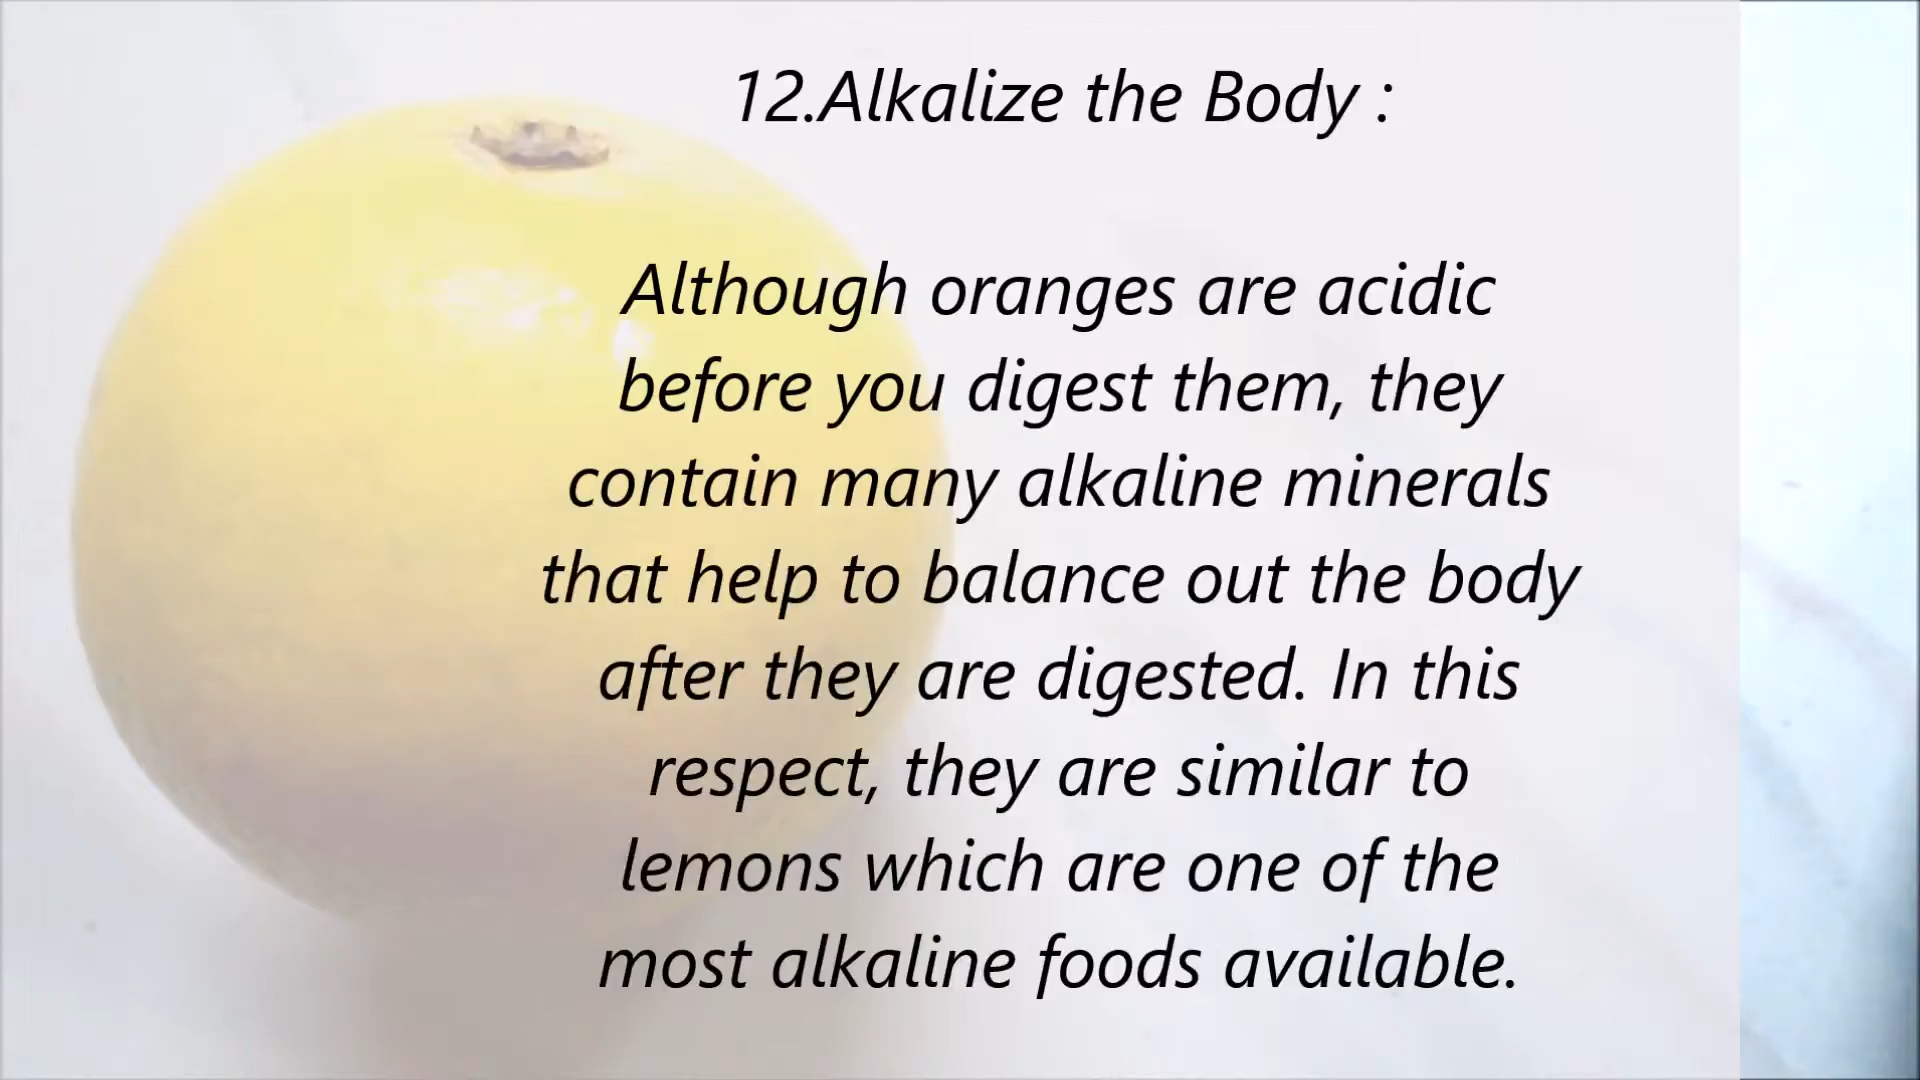 12.Alkalize the Body :
Although oranges are acidic
before you digest them, they
contain many alkaline minerals
that help to balance out the body
after they are digested. In this
respect, they are similar to
lemons which are one of the
most alkaline foods available.